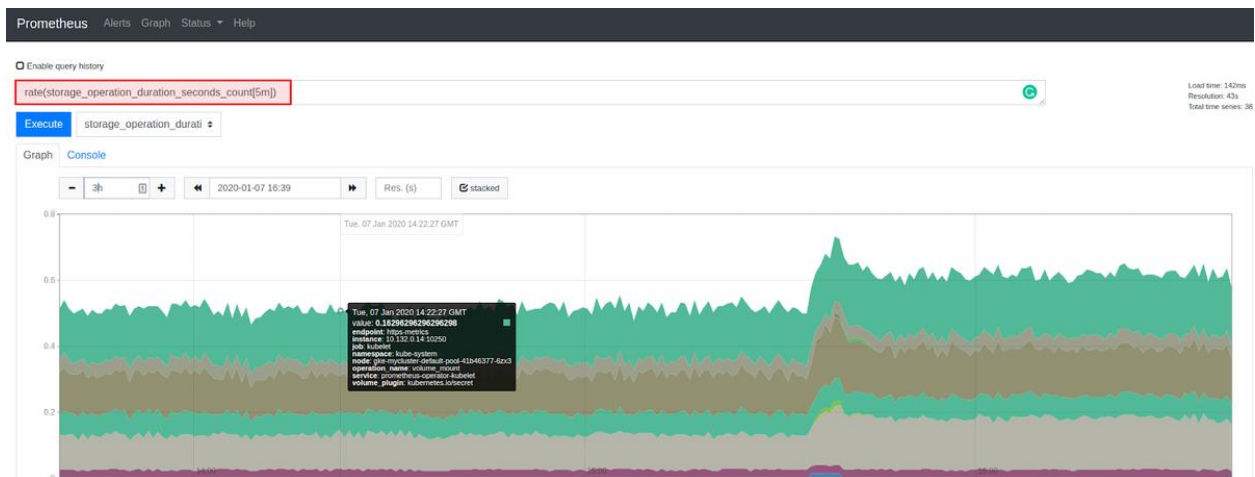 Prometheus Alerts Graph Status Help
Enable query history
rate(storage_operation_duration_seconds_count[5m])
Load time: 142ms
Resolution: 43s
Total time series: 38
Execute storage_operation_durati
Graph Console
3h 2020-01-07 16:39 Res. (s) stacked
0.8
Tue, 07 Jan 2020 14:22:27 GMT
0.6
Tue, 07 Jan 2020 14:22:27 GMT
value: 0.16296296296296298
endpoint: https-metrics
instance: 10.132.0.14:10250
job: kubelet
namespace: kube-system
node: gke-mycluster-default-pool-41b46377-6zx3
operation_name: volume_mount
service: prometheus-operator-kubelet
volume_plugin: kubernetes.io/secret
0.4
0.2
14:00